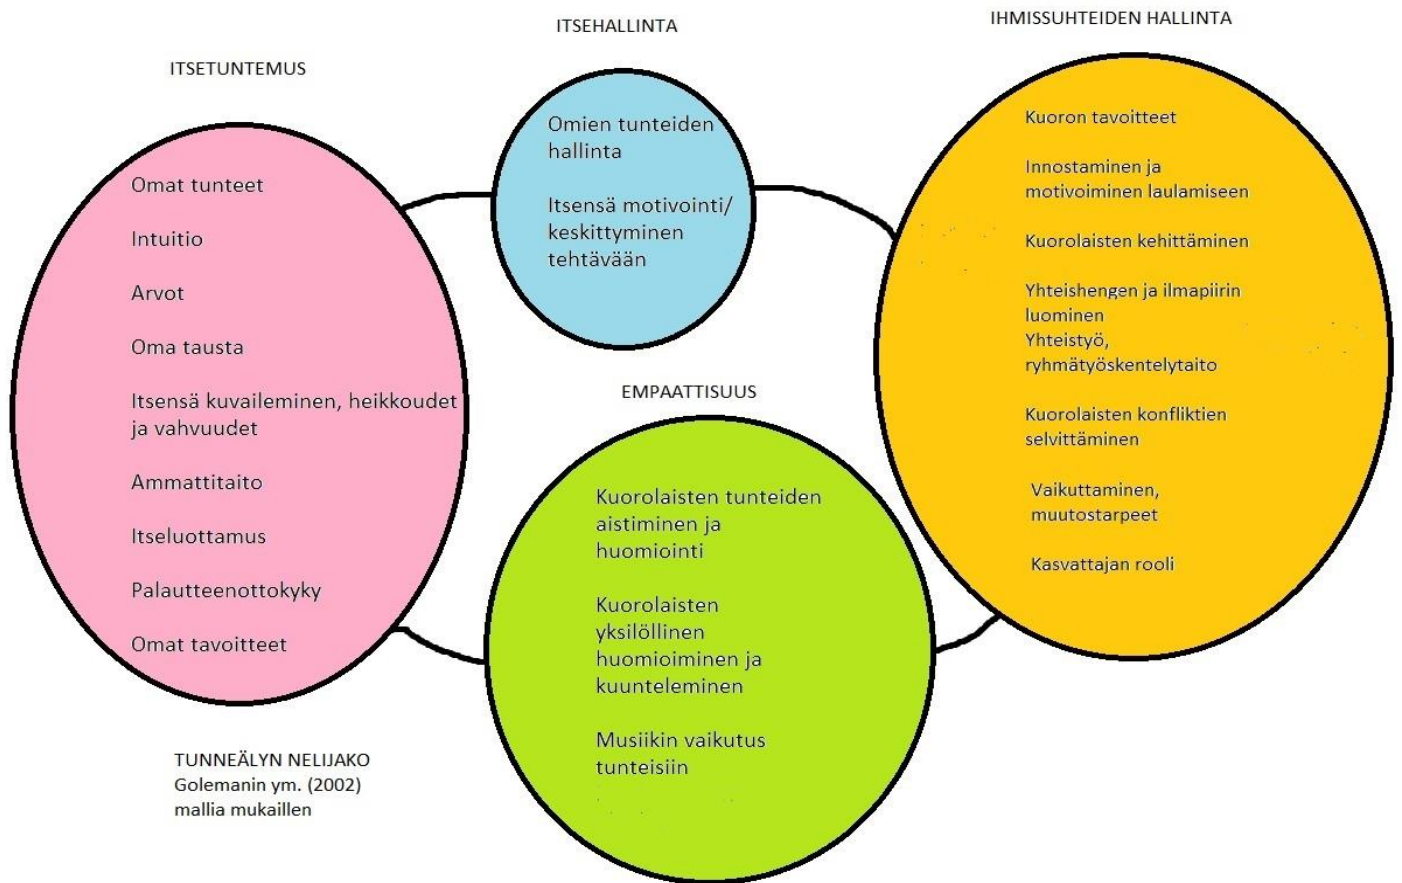 ITSETUNTEMUS
Omat tunteet
Intuitio
Arvot
Oma tausta
Itsensä kuvaileminen, heikkoudet
ja vahvuudet
Ammattitaito
Itseluottamus
Palautteenottokyky
Omat tavoitteet
ITSEHALLINTA
Omien tunteiden
hallinta
Itsensä motivointi/
keskittyminen
tehtävään
EMPAATTISUUS
Kuorolaisten tunteiden
aistiminen ja
huomiointi
Kuorolaisten
yksilöllinen
huomioiminen ja
kuunteleminen
Musiikin vaikutus
tunteisiin
IHMISSUHTEIDEN HALLINTA
Kuoron tavoitteet
Innostaminen ja
motivoiminen laulamiseen
Kuorolaisten kehittäminen
Yhteishengen ja ilmapiirin
luominen
Yhteistyö,
ryhmätyöskentelytaito
Kuorolaisten konfliktien
selvittäminen
Vaikuttaminen,
muutostarpeet
Kasvattajan rooli
TUNNEÄLYN NELIJAKO
Golemanin ym. (2002)
mallia mukaillen